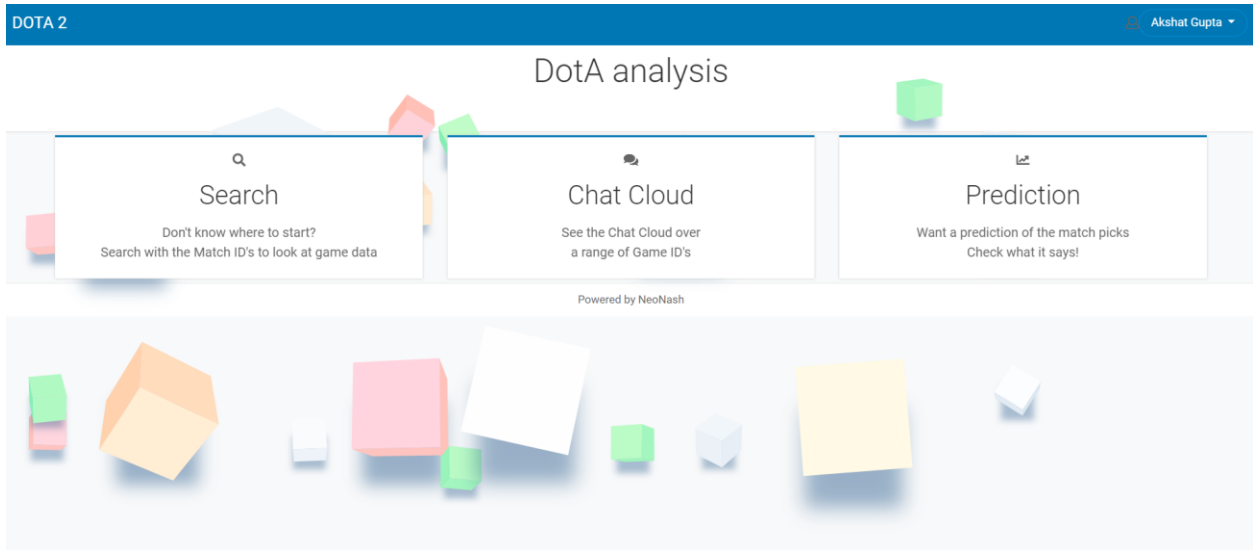 DOTA 2
Akshat Gupta
DotA analysis
Search
Don't know where to start?
Search with the Match ID's to look at game data
Chat Cloud
See the Chat Cloud over
a range of Game ID's
Prediction
Want a prediction of the match picks
Check what it says!
Powered by NeoNash